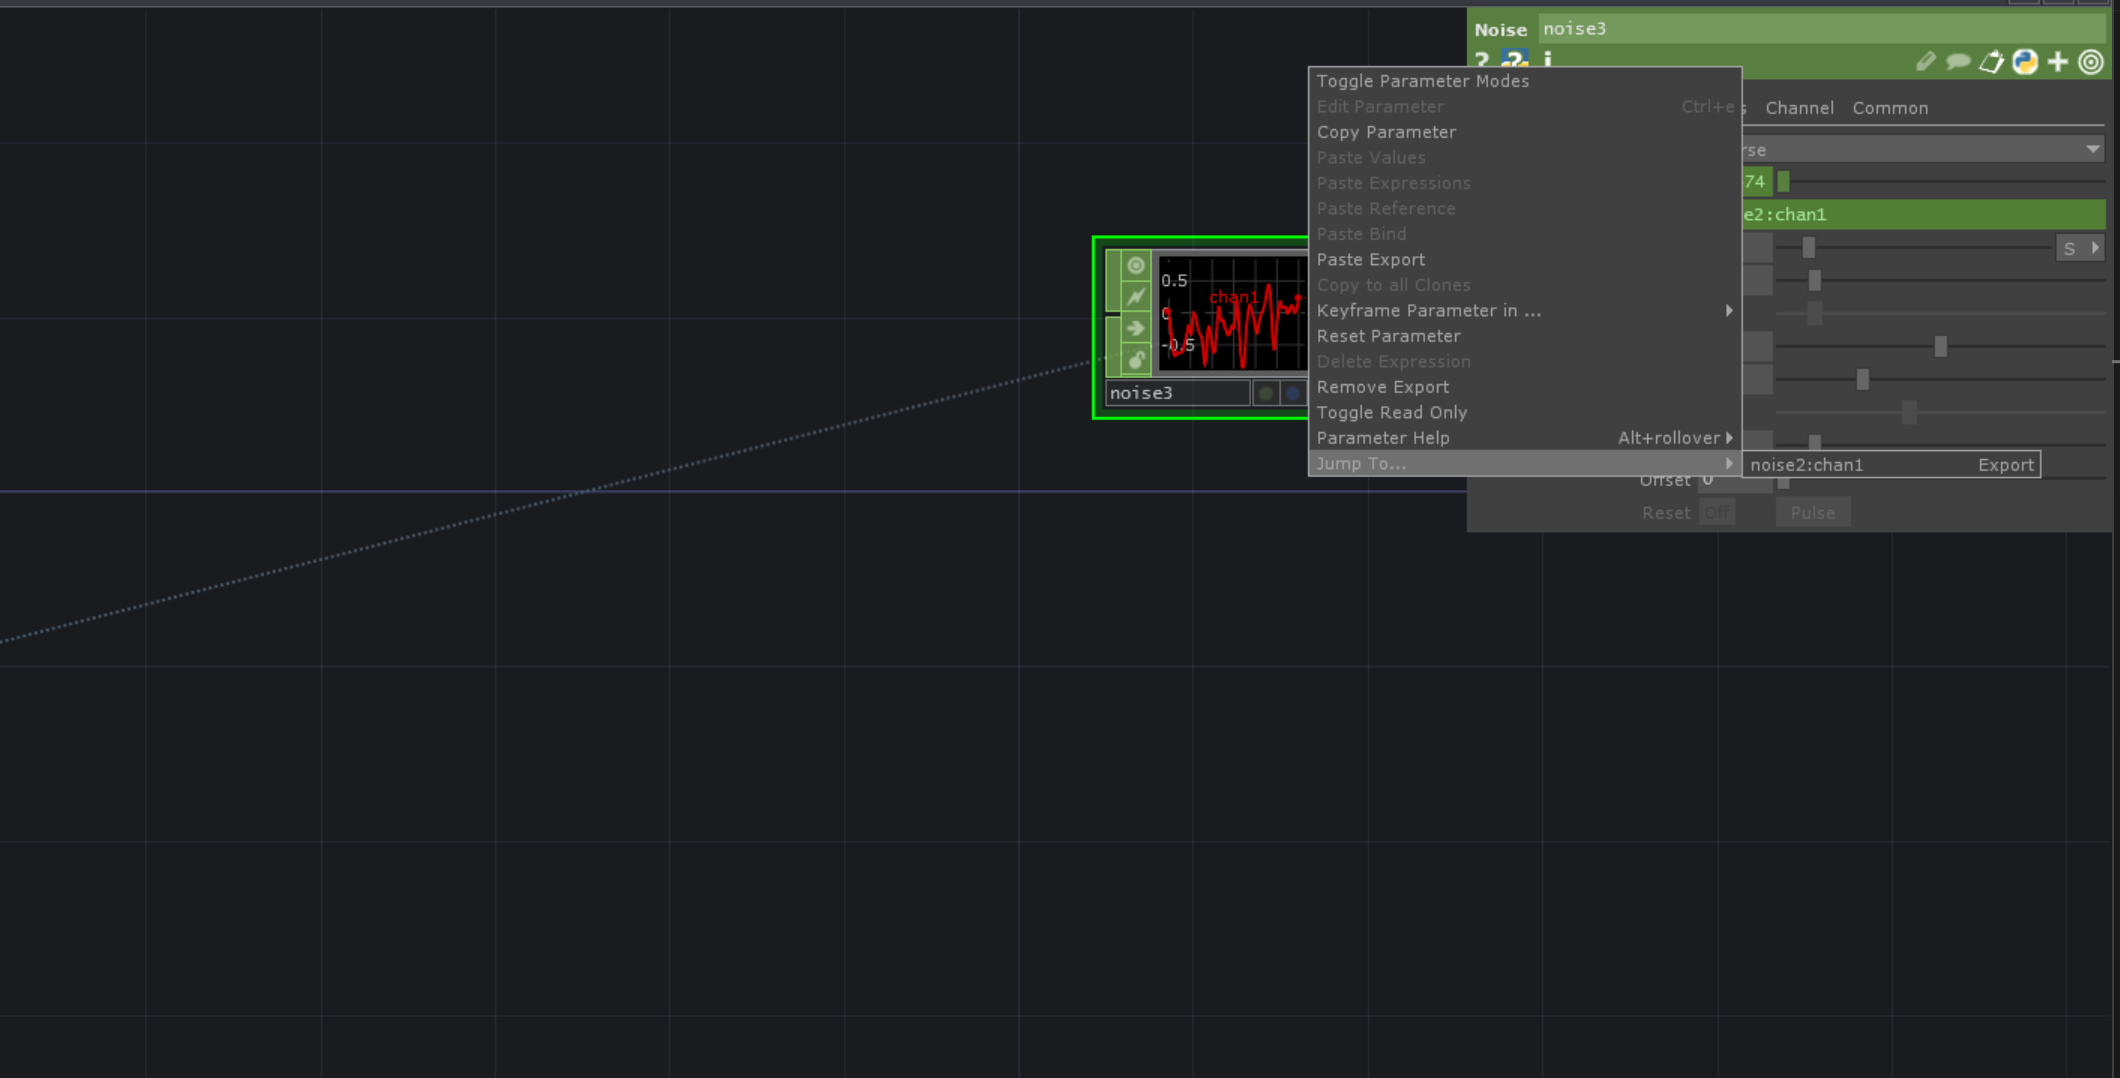 Noise noise3
? ? i
Toggle Parameter Modes
Edit Parameter Ctrl+e
Channel Common
Copy Parameter
Paste Values
rse
Paste Expressions
74
Paste Reference
e2:chan1
Paste Bind
Paste Export
S
Copy to all Clones
Keyframe Parameter in ...
Reset Parameter
Delete Expression
Remove Export
Toggle Read Only
Parameter Help Alt+rollover
Jump To...
noise2:chan1 Export
Offset 0
Reset Off Pulse
0.5
chan1
0
-0.5
noise3